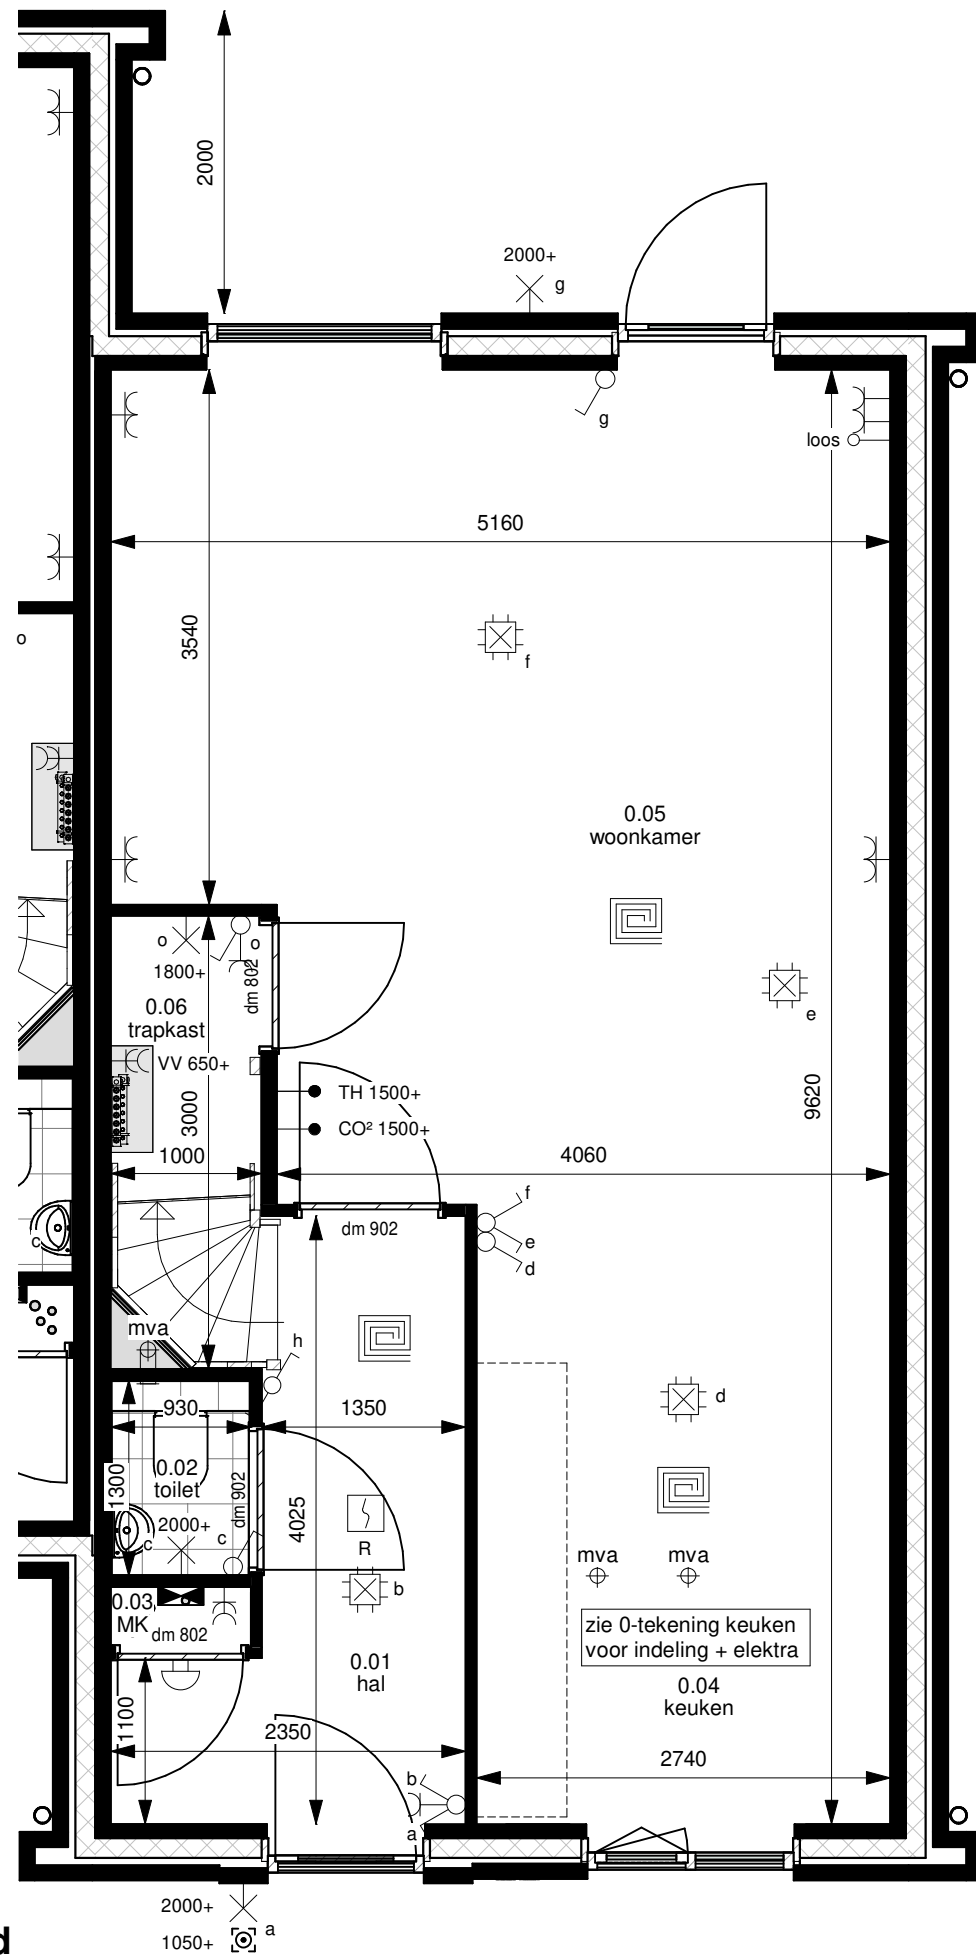 2000
2000+
g
g
loos
5160
3540
f
o
0.05
woonkamer
o
o
1800+
dm 802
0.06
trapkast
e
VV 650+
3000
TH 1500+
CO² 1500+
9620
1000
4060
f
dm 902
e
d
c
mva
h
d
930
1350
1300
0.02
toilet
dm 902
4025
2000+
c
c
R
mva
mva
b
0.03
MK
dm 802
zie 0-tekening keuken
voor indeling + elektra
0.01
hal
0.04
keuken
1100
2350
2740
b
a
2000+
a
1050+
d